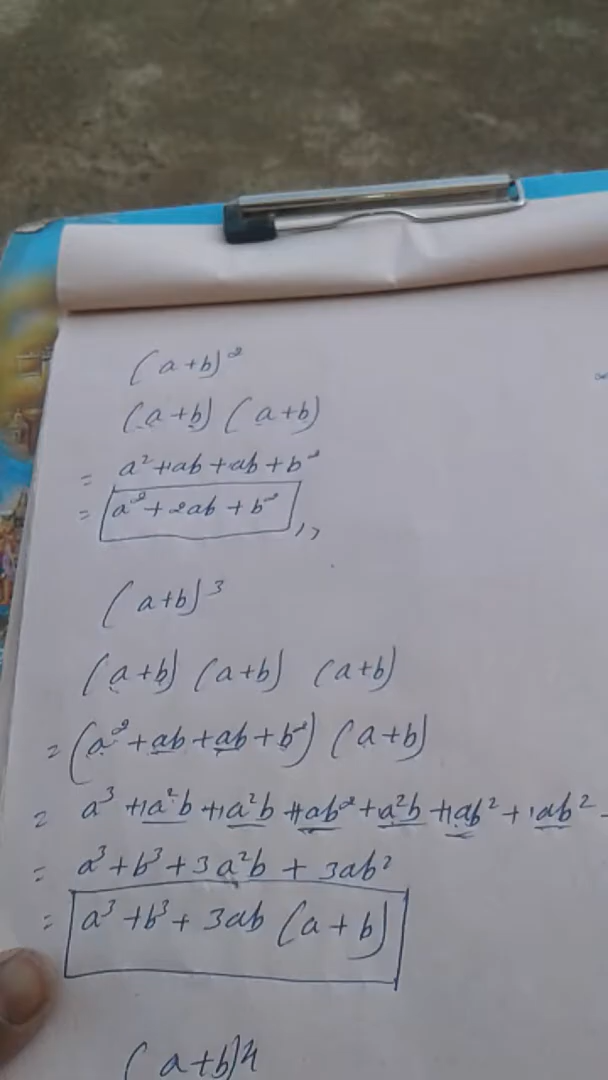 (a+b)²
(a+b) (a+b)
= a²+ab+ab+b²
= a²+2ab+b²
(a+b)³
(a+b) (a+b) (a+b)
= (a²+ab+ab+b²) (a+b)
= a³ +1a²b +1a²b +1ab² +a²b +1ab² +1ab²
= a³+b³+3a²b + 3ab²
= a³+b³+ 3ab (a+b)
(a+b)4